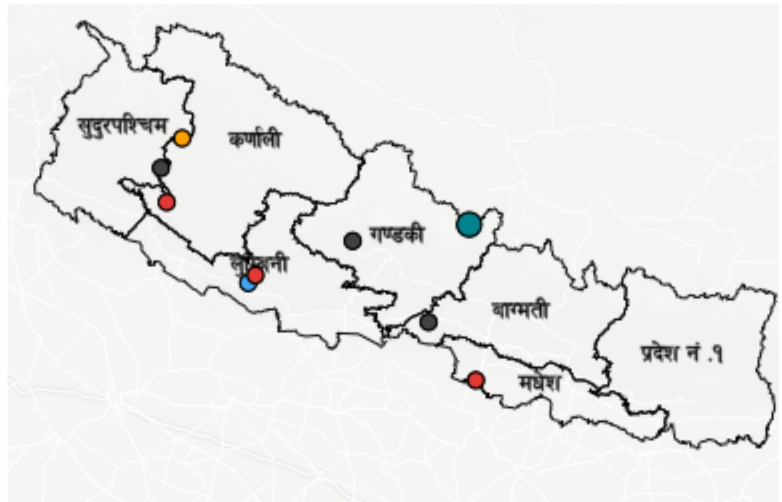 सुदुरपश्चिम
कर्णाली
गण्डकी
बाग्मती
प्रदेश नं .१
मधेश